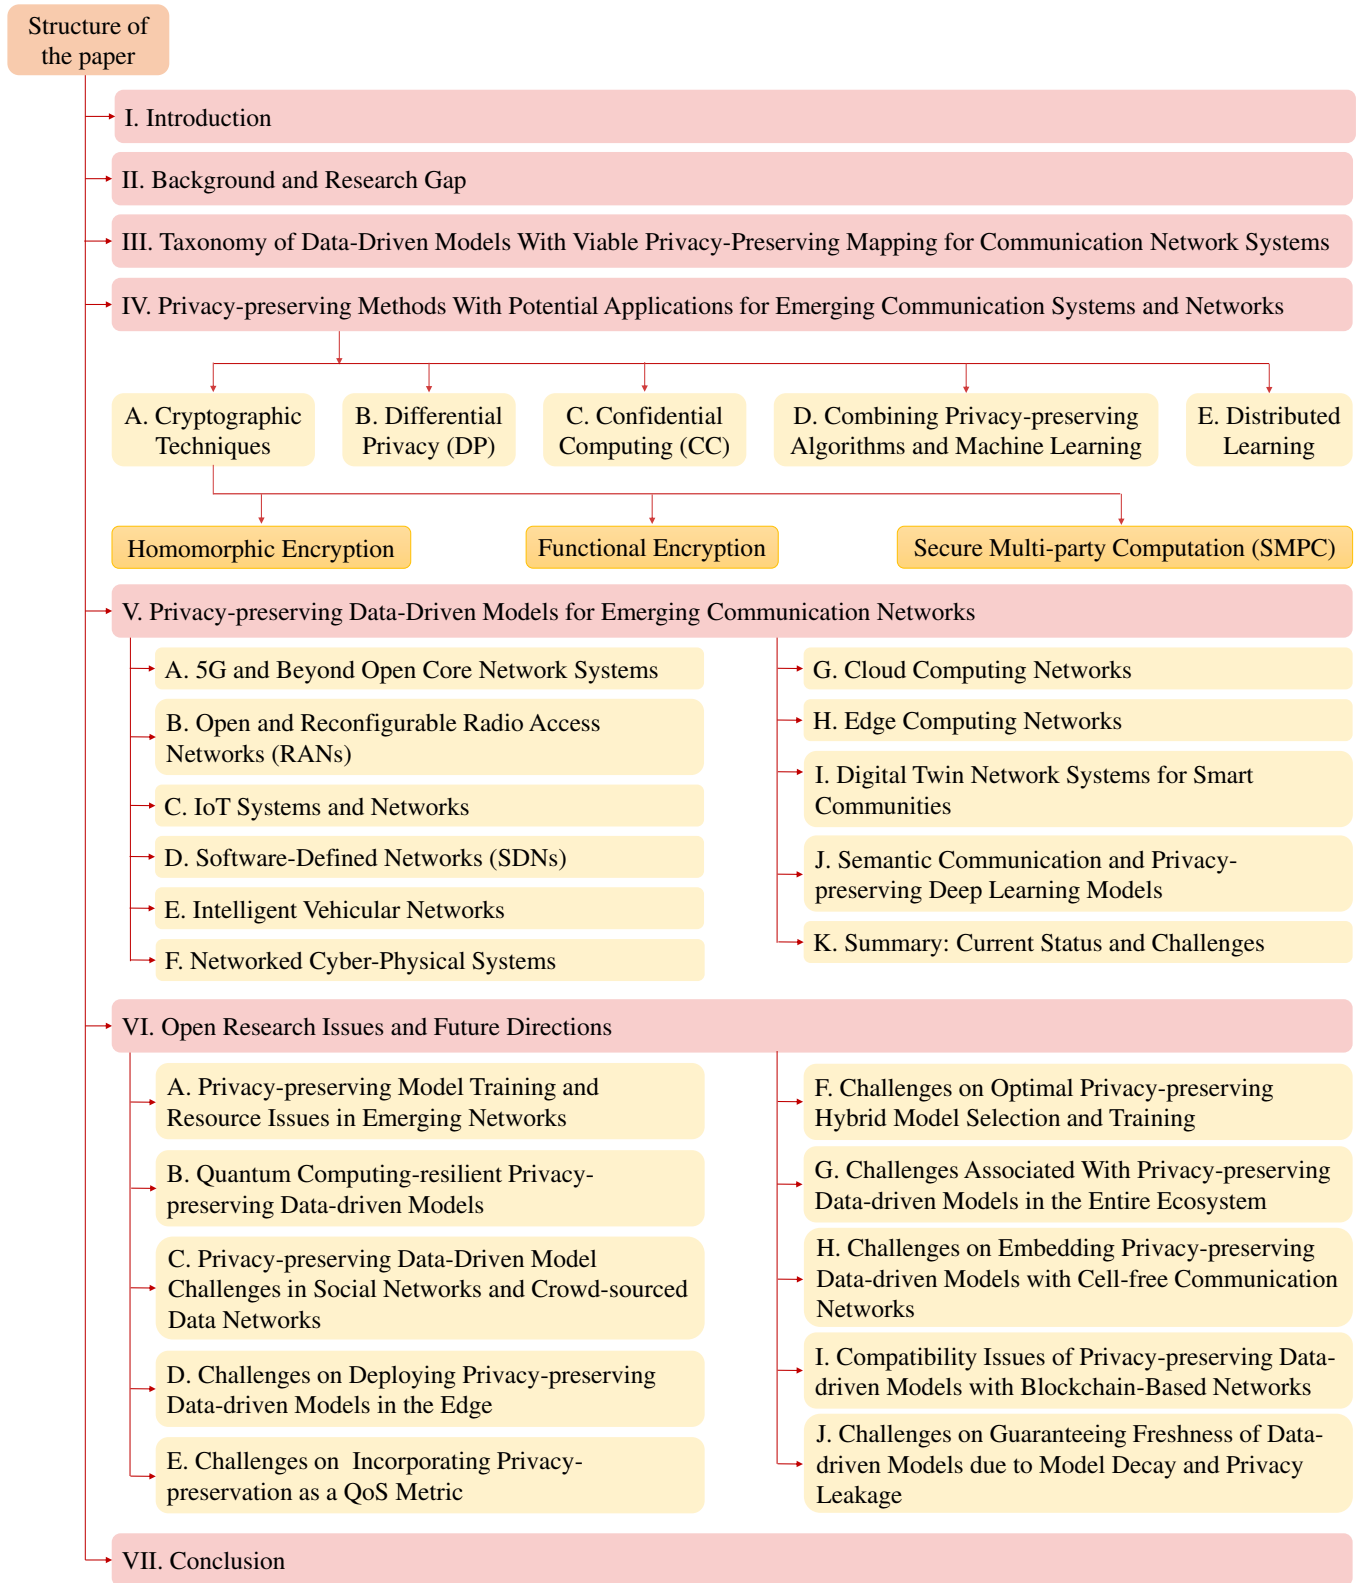 Structure of
the paper
I. Introduction
II. Background and Research Gap
III. Taxonomy of Data-Driven Models With Viable Privacy-Preserving Mapping for Communication Network Systems
IV. Privacy-preserving Methods With Potential Applications for Emerging Communication Systems and Networks
A. Cryptographic
Techniques
B. Differential
Privacy (DP)
C. Confidential
Computing (CC)
D. Combining Privacy-preserving
Algorithms and Machine Learning
E. Distributed
Learning
Homomorphic Encryption
Functional Encryption
Secure Multi-party Computation (SMPC)
V. Privacy-preserving Data-Driven Models for Emerging Communication Networks
A. 5G and Beyond Open Core Network Systems
B. Open and Reconfigurable Radio Access
Networks (RANs)
C. IoT Systems and Networks
D. Software-Defined Networks (SDNs)
E. Intelligent Vehicular Networks
F. Networked Cyber-Physical Systems
G. Cloud Computing Networks
H. Edge Computing Networks
I. Digital Twin Network Systems for Smart
Communities
J. Semantic Communication and Privacy-
preserving Deep Learning Models
K. Summary: Current Status and Challenges
VI. Open Research Issues and Future Directions
A. Privacy-preserving Model Training and
Resource Issues in Emerging Networks
B. Quantum Computing-resilient Privacy-
preserving Data-driven Models
C. Privacy-preserving Data-Driven Model
Challenges in Social Networks and Crowd-sourced
Data Networks
D. Challenges on Deploying Privacy-preserving
Data-driven Models in the Edge
E. Challenges on Incorporating Privacy-
preservation as a QoS Metric
F. Challenges on Optimal Privacy-preserving
Hybrid Model Selection and Training
G. Challenges Associated With Privacy-preserving
Data-driven Models in the Entire Ecosystem
H. Challenges on Embedding Privacy-preserving
Data-driven Models with Cell-free Communication
Networks
I. Compatibility Issues of Privacy-preserving Data-
driven Models with Blockchain-Based Networks
J. Challenges on Guaranteeing Freshness of Data-
driven Models due to Model Decay and Privacy
Leakage
VII. Conclusion